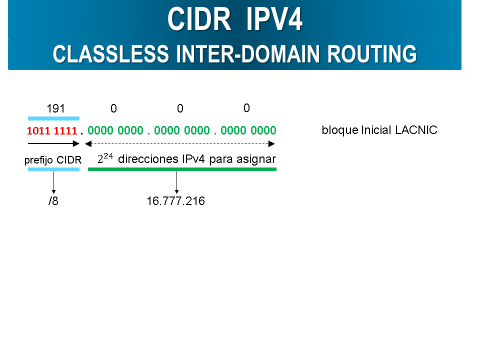 CIDR IPV4
CLASSLESS INTER-DOMAIN ROUTING
191 0 0 0
1011 1111 . 0000 0000 . 0000 0000 . 0000 0000 bloque Inicial LACNIC
prefijo CIDR 2²⁴ direcciones IPv4 para asignar
/8 16.777.216